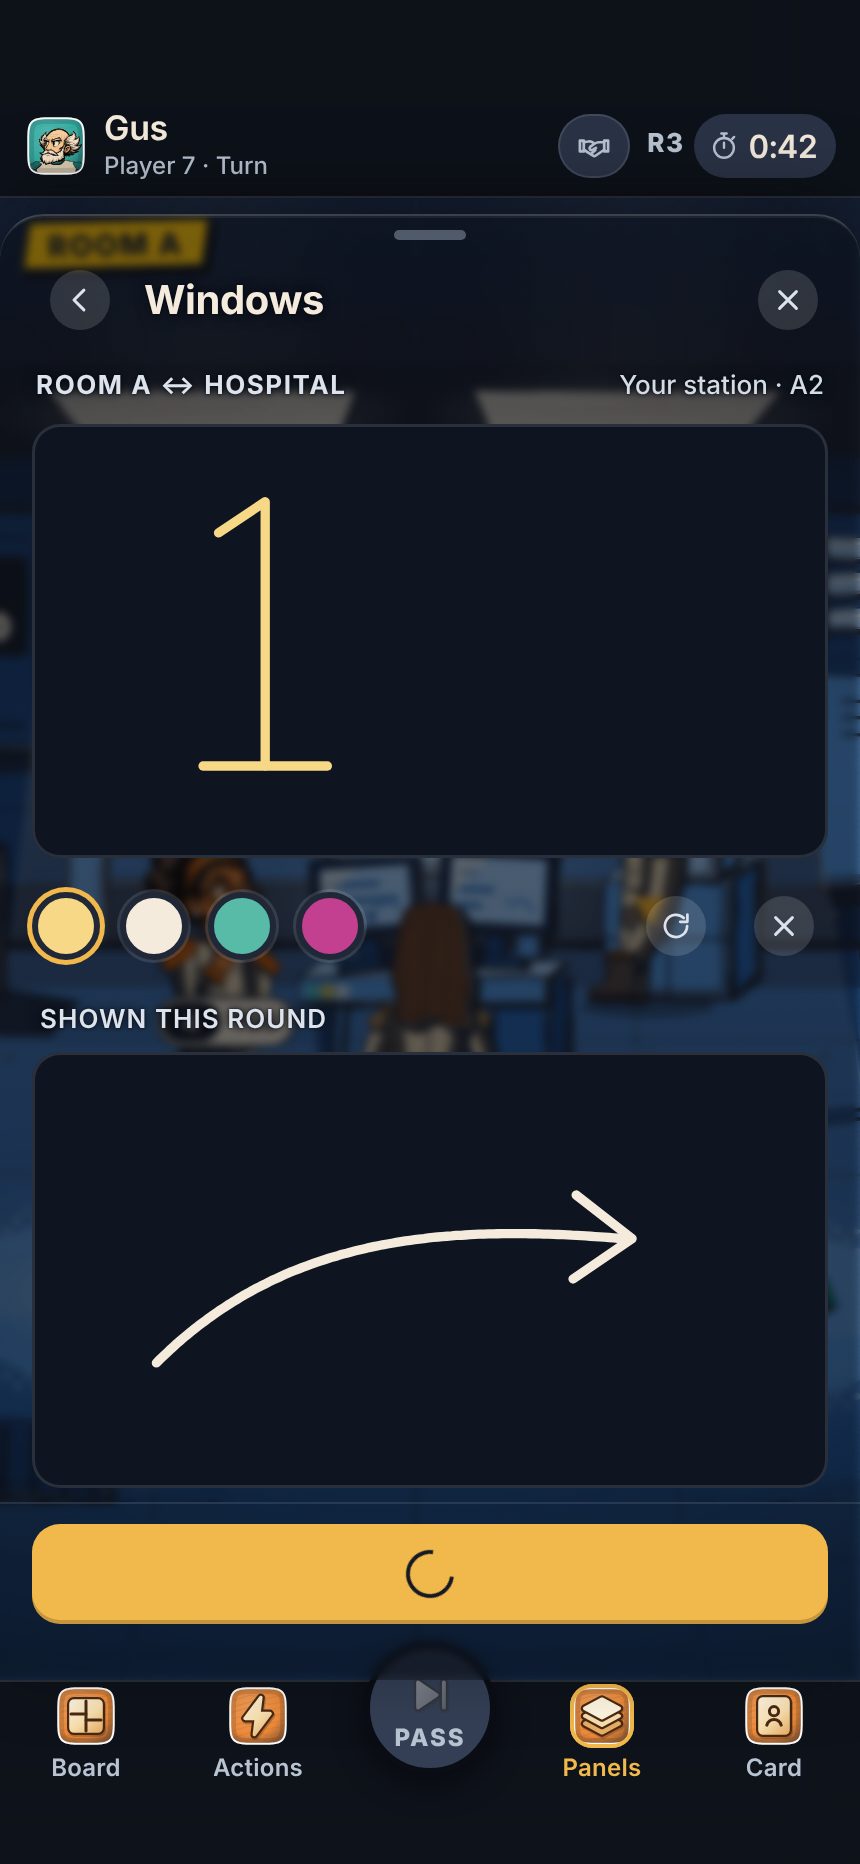 Gus
Player 7 · Turn
R3
0:42
ROOM A
Windows
ROOM A ↔ HOSPITAL
Your station · A2
1
SHOWN THIS ROUND
PASS
Board
Actions
Panels
Card